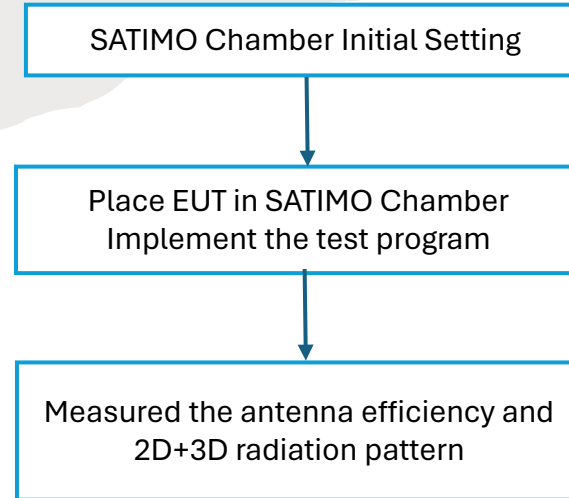 SATIMO Chamber Initial Setting
Place EUT in SATIMO Chamber
Implement the test program
Measured the antenna efficiency and
2D+3D radiation pattern